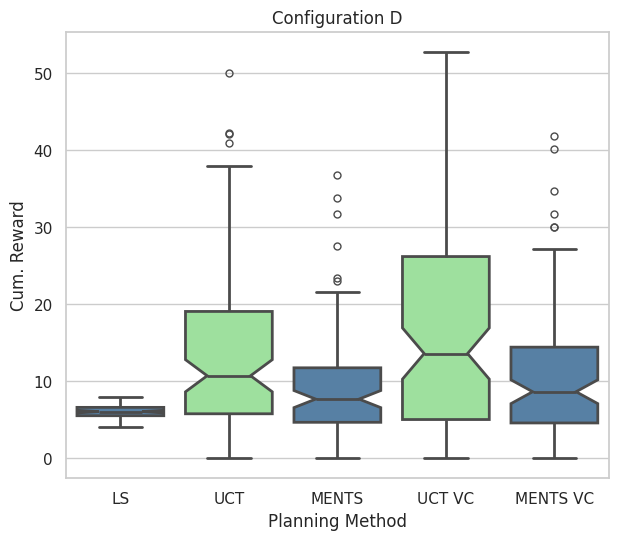 Configuration D
Cum. Reward
50
40
30
20
10
0
LS UCT MENTS UCT VC MENTS VC
Planning Method